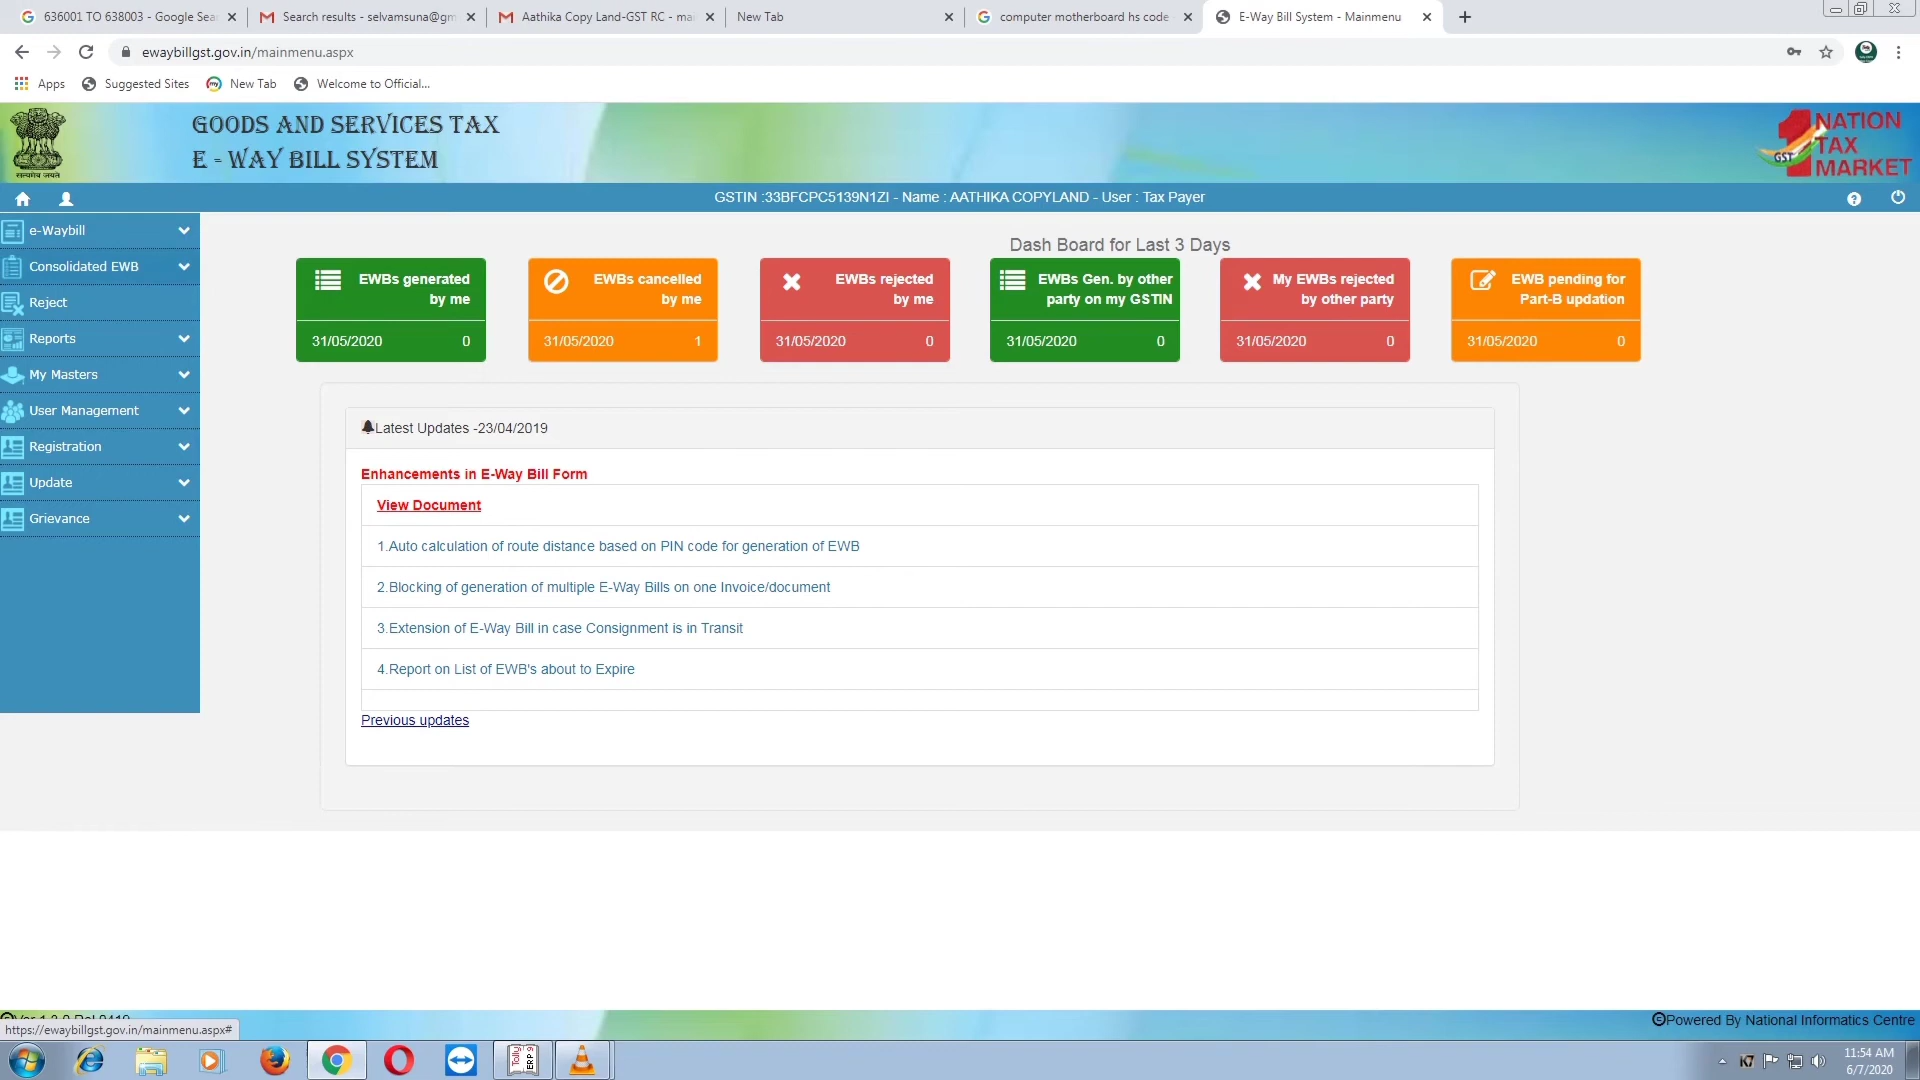 636001 TO 638003 - Google Sea
Search results - selvamsuna@gm
Aathika Copy Land-GST RC - mai
New Tab
computer motherboard hs code
E-Way Bill System - Mainmenu
ewaybillgst.gov.in/mainmenu.aspx
Apps
Suggested Sites
New Tab
Welcome to Official...
GOODS AND SERVICES TAX
E - WAY BILL SYSTEM
सत्यमेव जयते
1 NATION
TAX
MARKET
GST
GSTIN :33BFCPC5139N1ZI - Name : AATHIKA COPYLAND - User : Tax Payer
e-Waybill
Consolidated EWB
Reject
Reports
My Masters
User Management
Registration
Update
Grievance
Dash Board for Last 3 Days
EWBs generated
by me
31/05/2020 0
EWBs cancelled
by me
31/05/2020 1
EWBs rejected
by me
31/05/2020 0
EWBs Gen. by other
party on my GSTIN
31/05/2020 0
My EWBs rejected
by other party
31/05/2020 0
EWB pending for
Part-B updation
31/05/2020 0
Latest Updates -23/04/2019
Enhancements in E-Way Bill Form
View Document
1.Auto calculation of route distance based on PIN code for generation of EWB
2.Blocking of generation of multiple E-Way Bills on one Invoice/document
3.Extension of E-Way Bill in case Consignment is in Transit
4.Report on List of EWB's about to Expire
Previous updates
©Powered By National Informatics Centre
https://ewaybillgst.gov.in/mainmenu.aspx#
Tally
ERP 9
K7
11:54 AM
6/7/2020